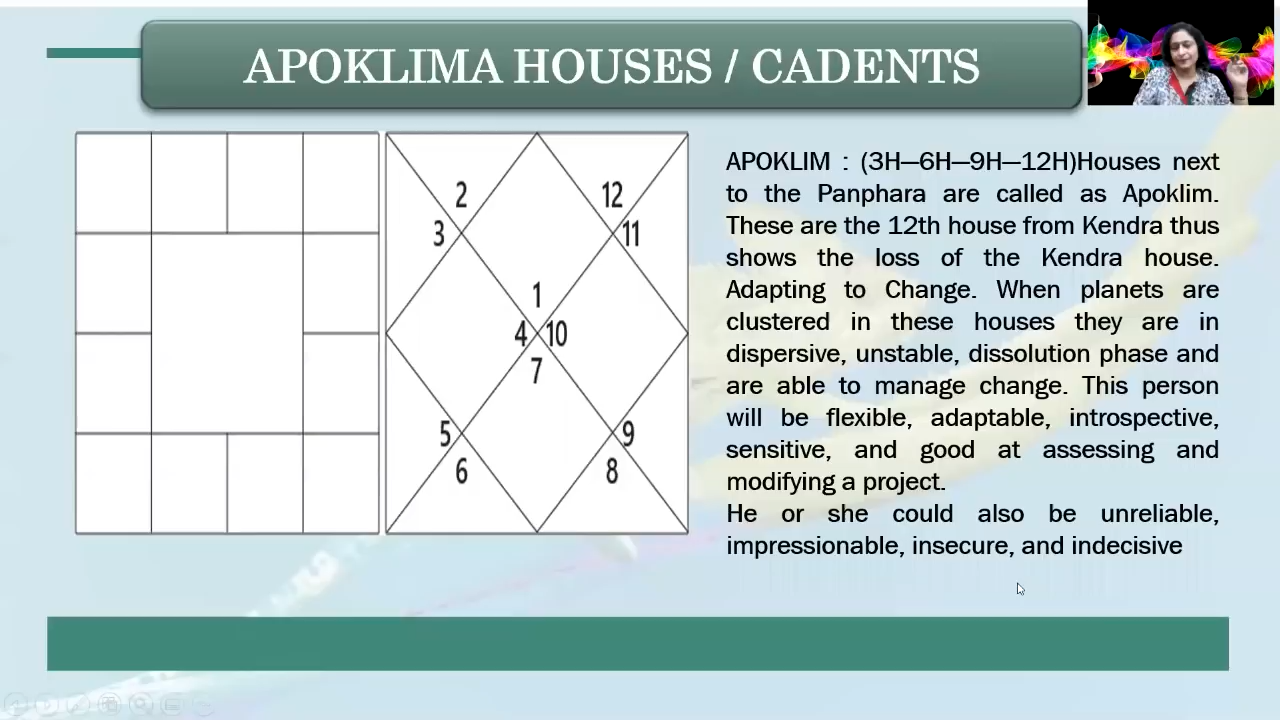 APOKLIMA HOUSES / CADENTS
2
12
3
11
1
4
10
7
5
9
6
8
APOKLIM : (3H—6H—9H—12H)Houses next
to the Panphara are called as Apoklim.
These are the 12th house from Kendra thus
shows the loss of the Kendra house.
Adapting to Change. When planets are
clustered in these houses they are in
dispersive, unstable, dissolution phase and
are able to manage change. This person
will be flexible, adaptable, introspective,
sensitive, and good at assessing and
modifying a project.
He or she could also be unreliable,
impressionable, insecure, and indecisive